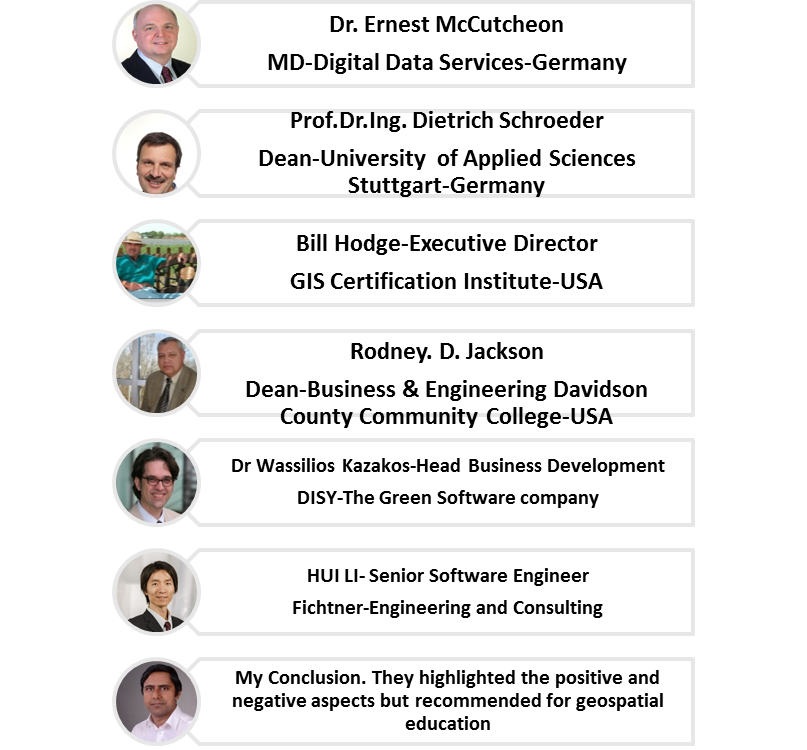 Dr. Ernest McCutcheon
MD-Digital Data Services-Germany
Prof.Dr.Ing. Dietrich Schroeder
Dean-University of Applied Sciences
Stuttgart-Germany
Bill Hodge-Executive Director
GIS Certification Institute-USA
Rodney. D. Jackson
Dean-Business & Engineering Davidson
County Community College-USA
Dr Wassilios Kazakos-Head Business Development
DISY-The Green Software company
HUI LI- Senior Software Engineer
Fichtner-Engineering and Consulting
My Conclusion. They highlighted the positive and
negative aspects but recommended for geospatial
education